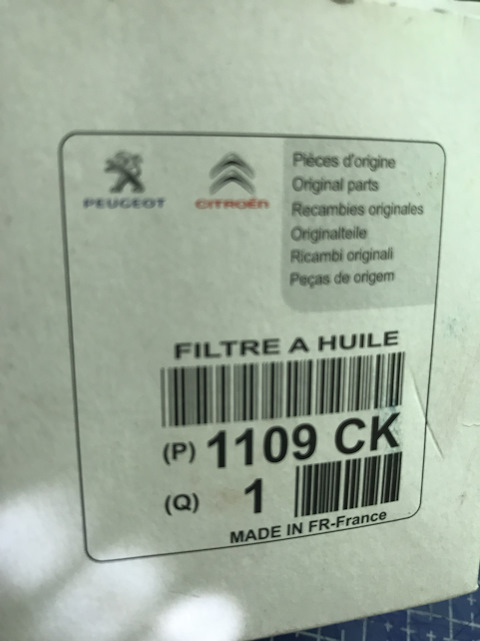 PEUGEOT
CITROËN
Pièces d'origine
Original parts
Recambies originales
Originalteile
Ricambi originali
Peças de origem
FILTRE A HUILE
(P) 1109 CK
(Q) 1
MADE IN FR-France